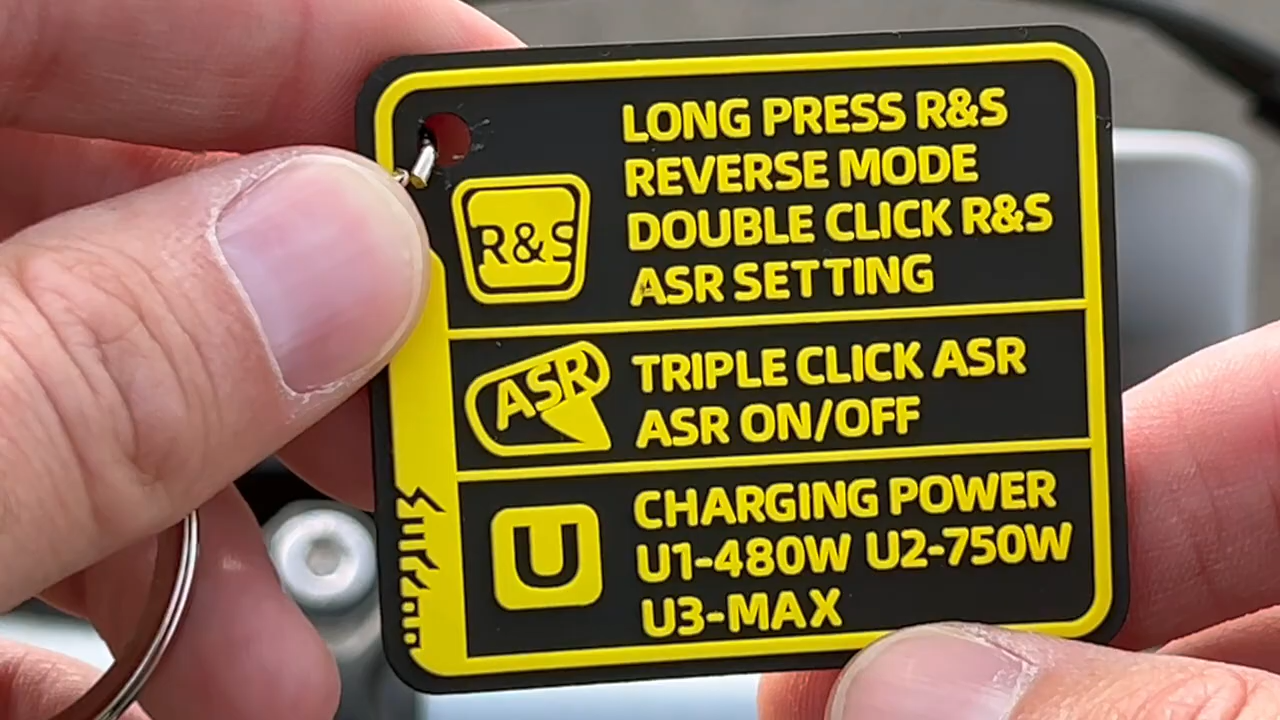 LONG PRESS R&S
REVERSE MODE
R&S
DOUBLE CLICK R&S
ASR SETTING
ASR
TRIPLE CLICK ASR
ASR ON/OFF
U
CHARGING POWER
U1-480W U2-750W
U3-MAX